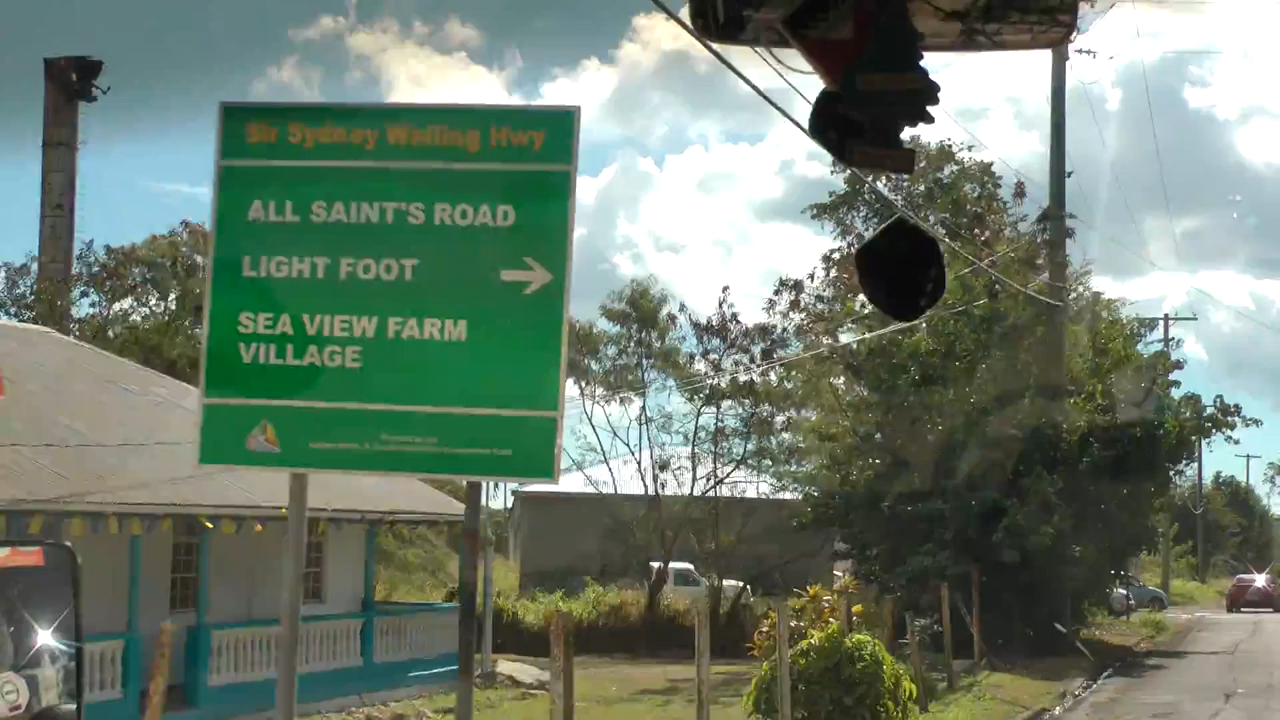 Sir Sydney Walling Hwy
ALL SAINT'S ROAD
LIGHT FOOT
SEA VIEW FARM
VILLAGE